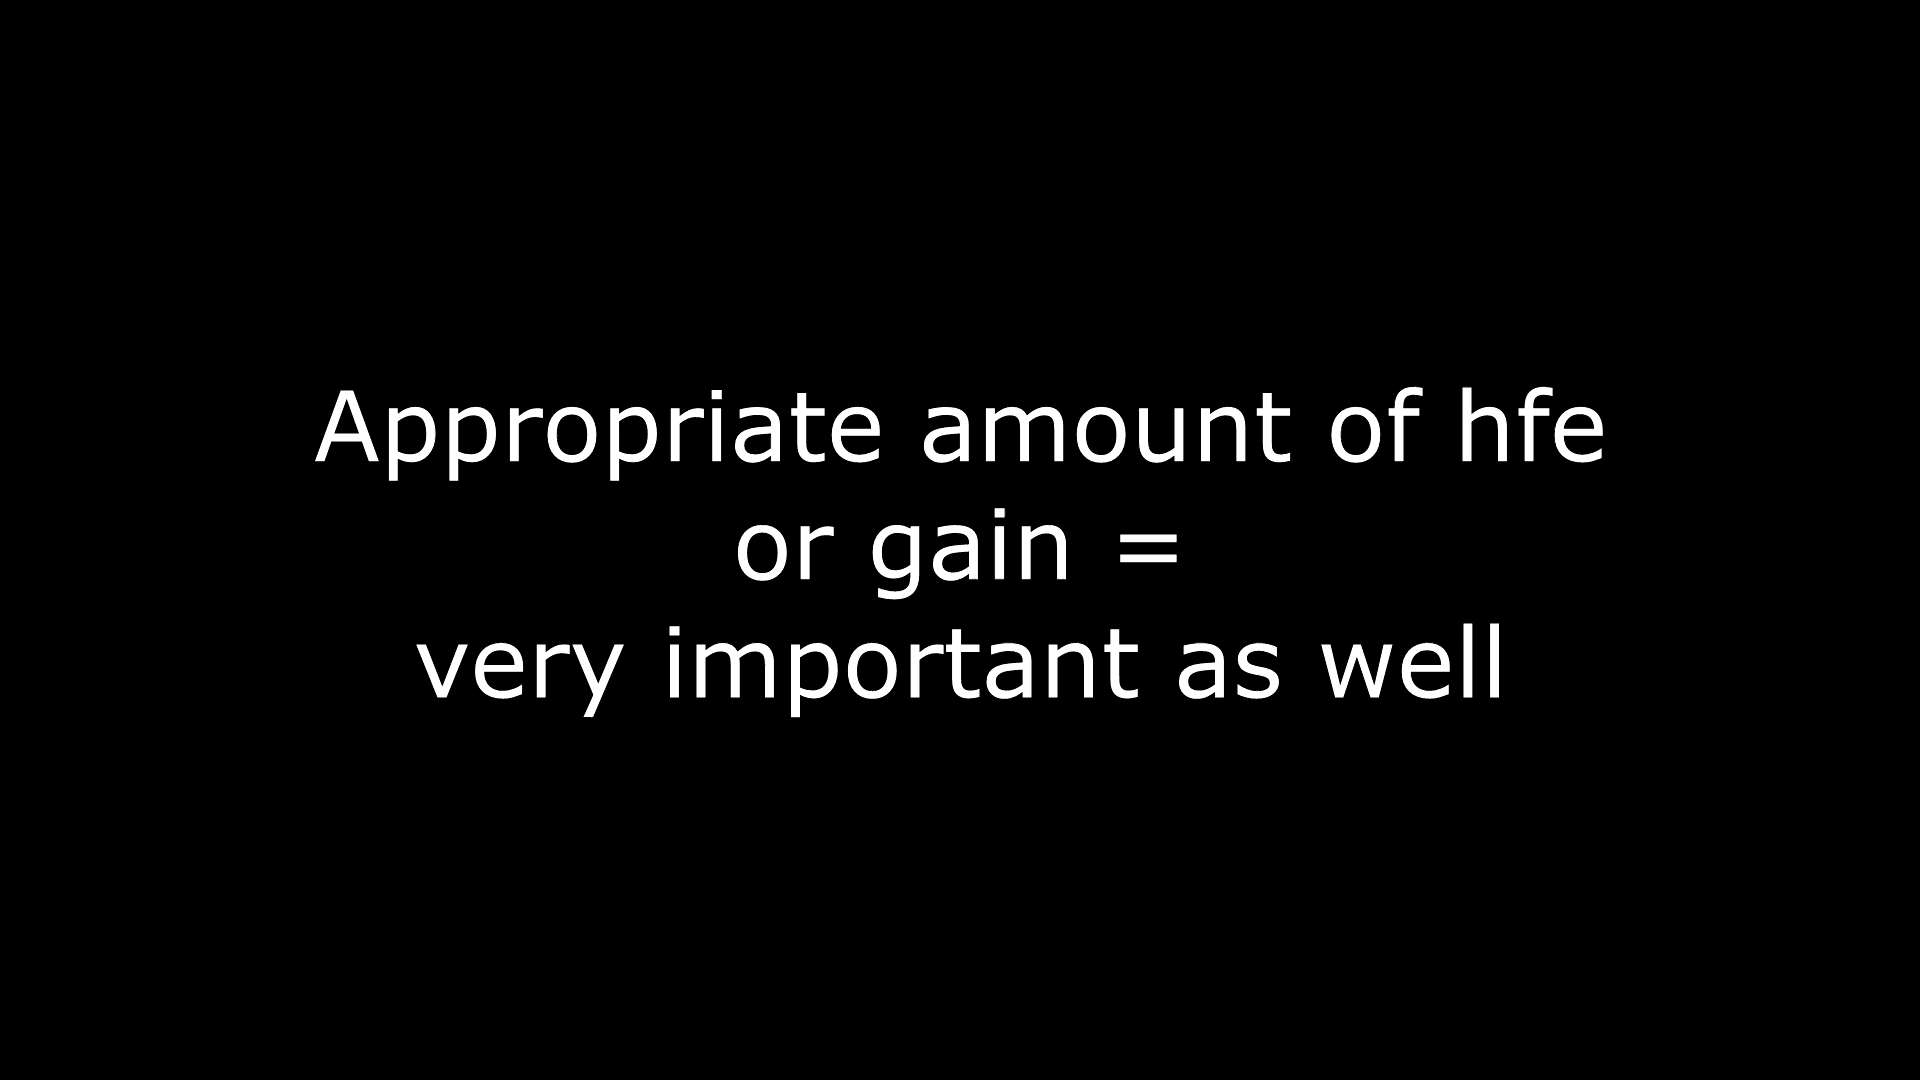 Appropriate amount of hfe
or gain =
very important as well